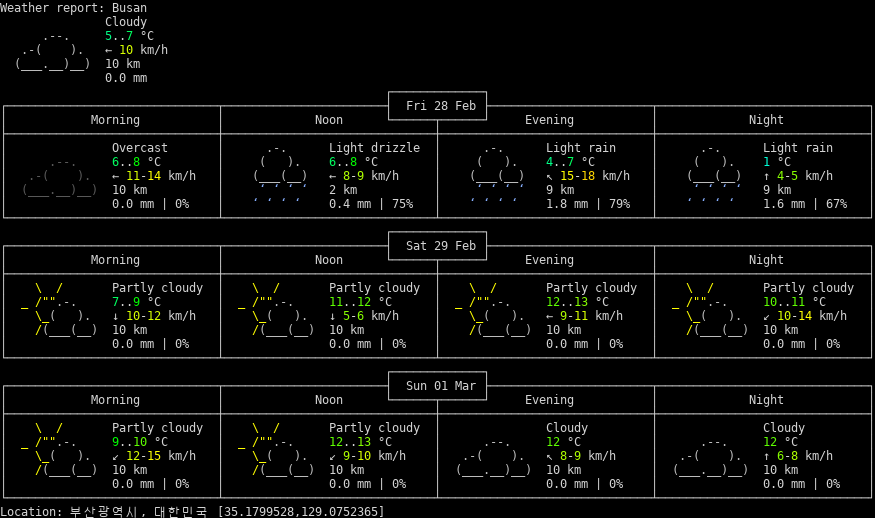 Weather report: Busan
Cloudy
5..7 °C
← 10 km/h
10 km
0.0 mm
Fri 28 Feb
Morning Noon Evening Night
Overcast Light drizzle Light rain Light rain
6..8 °C 6..8 °C 4..7 °C 1 °C
← 11-14 km/h ← 8-9 km/h ↖ 15-18 km/h ↑ 4-5 km/h
10 km 2 km 9 km 9 km
0.0 mm | 0% 0.4 mm | 75% 1.8 mm | 79% 1.6 mm | 67%
Sat 29 Feb
Morning Noon Evening Night
Partly cloudy Partly cloudy Partly cloudy Partly cloudy
7..9 °C 11..12 °C 12..13 °C 10..11 °C
↓ 10-12 km/h ↓ 5-6 km/h ← 9-11 km/h ↙ 10-14 km/h
10 km 10 km 10 km 10 km
0.0 mm | 0% 0.0 mm | 0% 0.0 mm | 0% 0.0 mm | 0%
Sun 01 Mar
Morning Noon Evening Night
Partly cloudy Partly cloudy Cloudy Cloudy
9..10 °C 12..13 °C 12 °C 12 °C
↙ 12-15 km/h ↙ 9-10 km/h ↖ 8-9 km/h ↑ 6-8 km/h
10 km 10 km 10 km 10 km
0.0 mm | 0% 0.0 mm | 0% 0.0 mm | 0% 0.0 mm | 0%
Location: 부산광역시, 대한민국 [35.1799528,129.0752365]